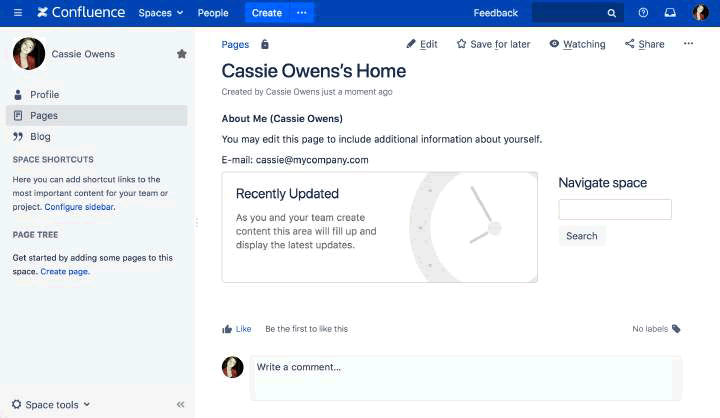 Confluence Spaces People Create ··· Feedback
Cassie Owens
Profile
Pages
Blog
SPACE SHORTCUTS
Here you can add shortcut links to the
most important content for your team or
project. Configure sidebar.
PAGE TREE
Get started by adding some pages to this
space. Create page.
Space tools
Pages Edit Save for later Watching Share ···
Cassie Owens's Home
Created by Cassie Owens just a moment ago
About Me (Cassie Owens)
You may edit this page to include additional information about yourself.
E-mail: cassie@mycompany.com
Recently Updated
As you and your team create
content this area will fill up and
display the latest updates.
Navigate space
Search
Like Be the first to like this No labels
Write a comment...